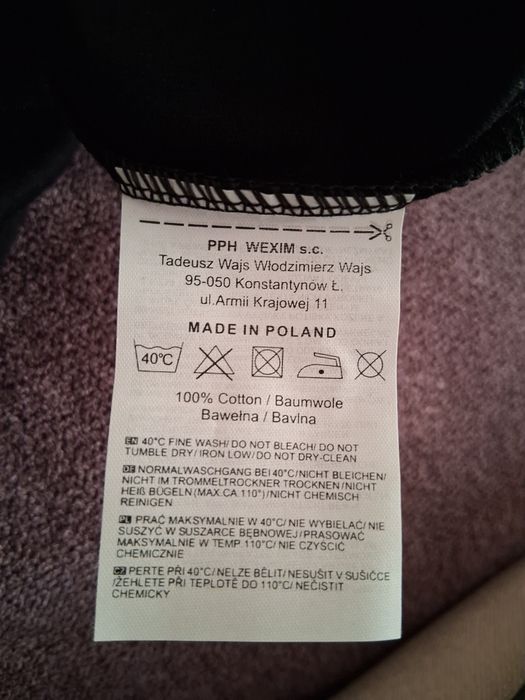 PPH WEXIM s.c.
Tadeusz Wajs Włodzimierz Wajs
95-050 Konstantynów Ł.
ul.Armii Krajowej 11
MADE IN POLAND
40°C
100% Cotton / Baumwole
Bawełna / Bavlna
EN 40°C FINE WASH/ DO NOT BLEACH/ DO NOT
TUMBLE DRY/ IRON LOW/ DO NOT DRY-CLEAN
DE NORMALWASCHGANG BEI 40°C/NICHT BLEICHEN/
NICHT IM TROMMELTROCKNER TROCKNEN/NICHT
HEIß BÜGELN (MAX.CA.110°)/NICHT CHEMISCH
REINIGEN
PL PRAĆ MAKSYMALNIE W 40°C/ NIE WYBIELAĆ/ NIE
SUSZYĆ W SUSZARCE BĘBNOWEJ/PRASOWAĆ
MAKSYMALNIE W TEMP.110°C/ NIE CZYŚCIĆ
CHEMICZNIE
CZ PERTE PŘI 40°C/ NELZE BĚLIT/ NESUŠIT V SUŠIČCE
/ŽEHLETE PŘI TEPLOTĚ DO 110°C/ NEČISTIT
CHEMICKY